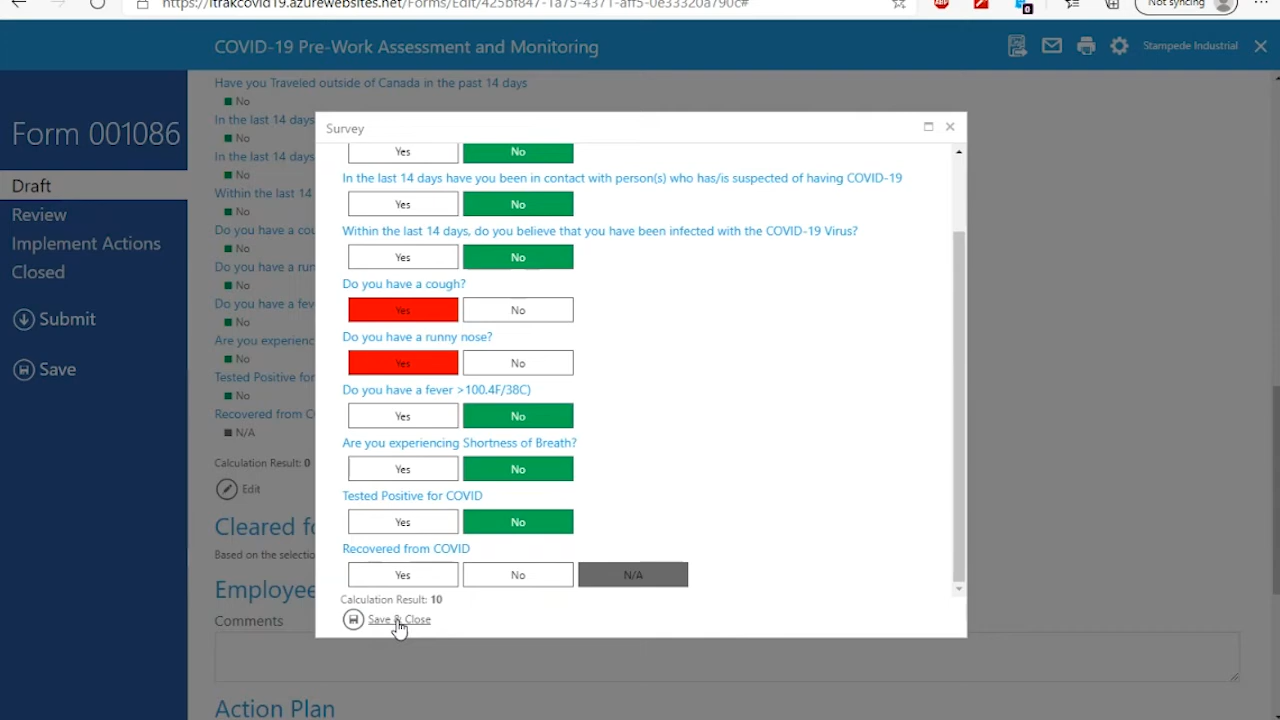 https://itrakcovid19.azurewebsites.net/Forms/Edit/425bf847-1a75-4371-aff5-0e33320a790c#
ABP
0
Not syncing
COVID-19 Pre-Work Assessment and Monitoring
Stampede Industrial
Form 001086
Draft
Review
Implement Actions
Closed
Submit
Save
Have you Traveled outside of Canada in the past 14 days
No
In the last 14 days
No
In the last 14 days
No
Within the last 14
No
Do you have a cou
No
Do you have a run
No
Do you have a feve
No
Are you experienc
No
Tested Positive for
No
Recovered from C
N/A
Calculation Result: 0
Edit
Cleared fo
Based on the selectio
Employee
Comments
Action Plan
Survey
Yes No
In the last 14 days have you been in contact with person(s) who has/is suspected of having COVID-19
Yes No
Within the last 14 days, do you believe that you have been infected with the COVID-19 Virus?
Yes No
Do you have a cough?
Yes No
Do you have a runny nose?
Yes No
Do you have a fever >100.4F/38C)
Yes No
Are you experiencing Shortness of Breath?
Yes No
Tested Positive for COVID
Yes No
Recovered from COVID
Yes No N/A
Calculation Result: 10
Save & Close